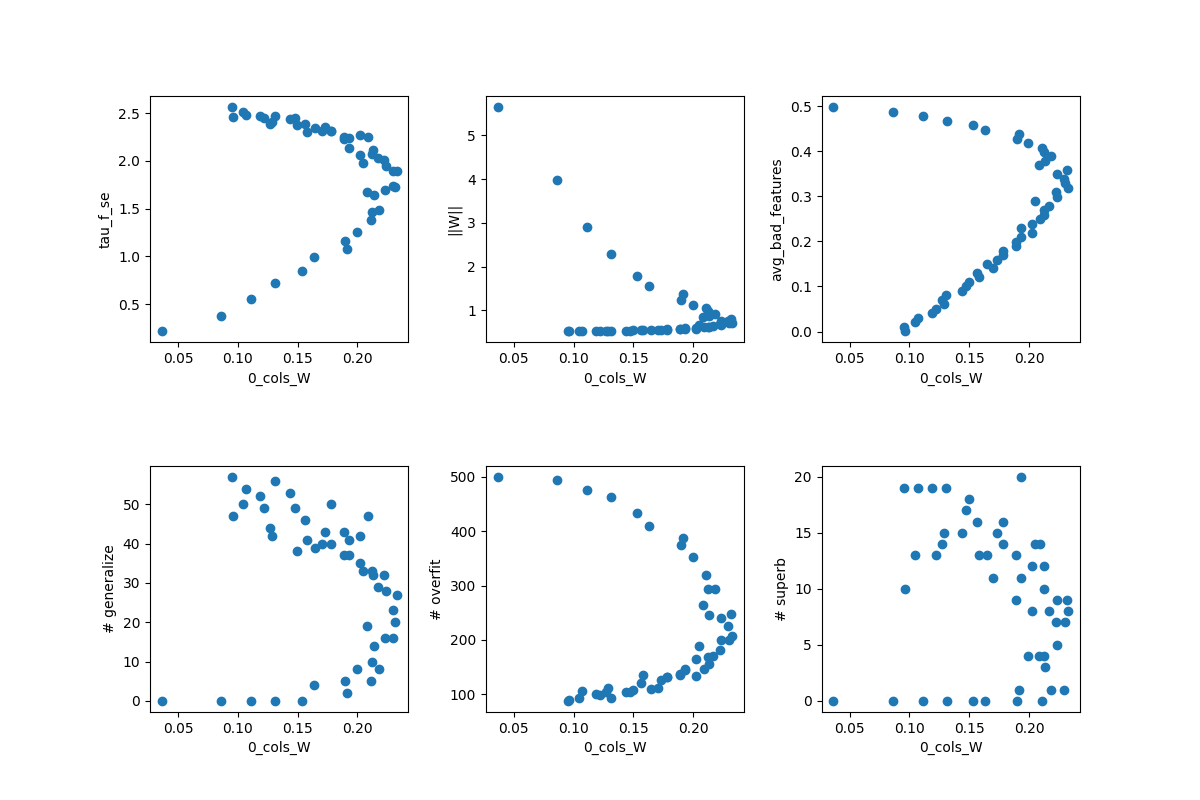 tau_f_se
2.5
2.0
1.5
1.0
0.5
0.05 0.10 0.15 0.20
0_cols_W
||W||
5
4
3
2
1
0.05 0.10 0.15 0.20
0_cols_W
avg_bad_features
0.5
0.4
0.3
0.2
0.1
0.0
0.05 0.10 0.15 0.20
0_cols_W
# generalize
50
40
30
20
10
0
0.05 0.10 0.15 0.20
0_cols_W
# overfit
500
400
300
200
100
0.05 0.10 0.15 0.20
0_cols_W
# superb
20
15
10
5
0
0.05 0.10 0.15 0.20
0_cols_W